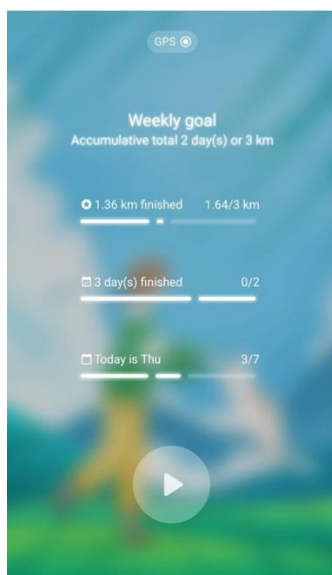 GPS
Weekly goal
Accumulative total 2 day(s) or 3 km
1.36 km finished 1.64/3 km
3 day(s) finished 0/2
Today is Thu 3/7